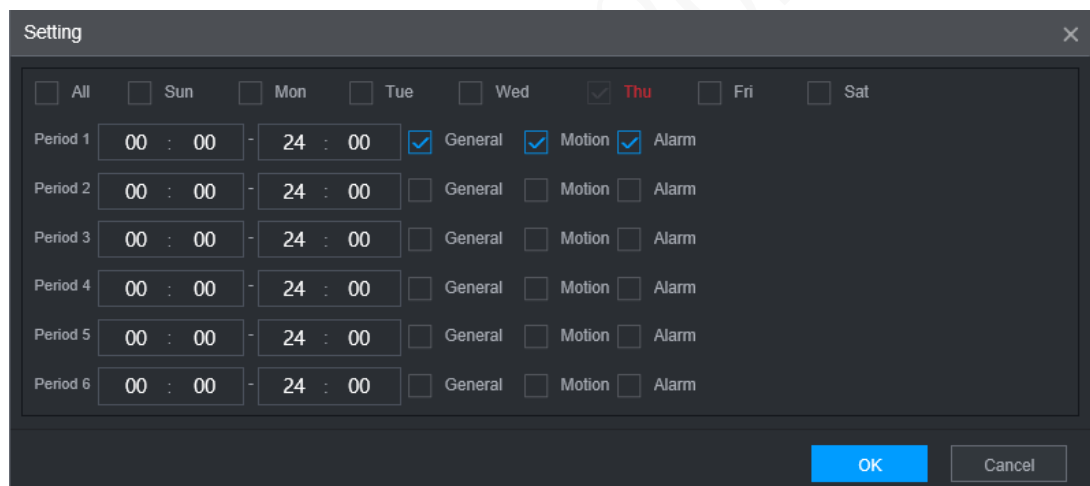 Setting
All Sun Mon Tue Wed Thu Fri Sat
Period 1 00 : 00 - 24 : 00 General Motion Alarm
Period 2 00 : 00 - 24 : 00 General Motion Alarm
Period 3 00 : 00 - 24 : 00 General Motion Alarm
Period 4 00 : 00 - 24 : 00 General Motion Alarm
Period 5 00 : 00 - 24 : 00 General Motion Alarm
Period 6 00 : 00 - 24 : 00 General Motion Alarm
OK Cancel